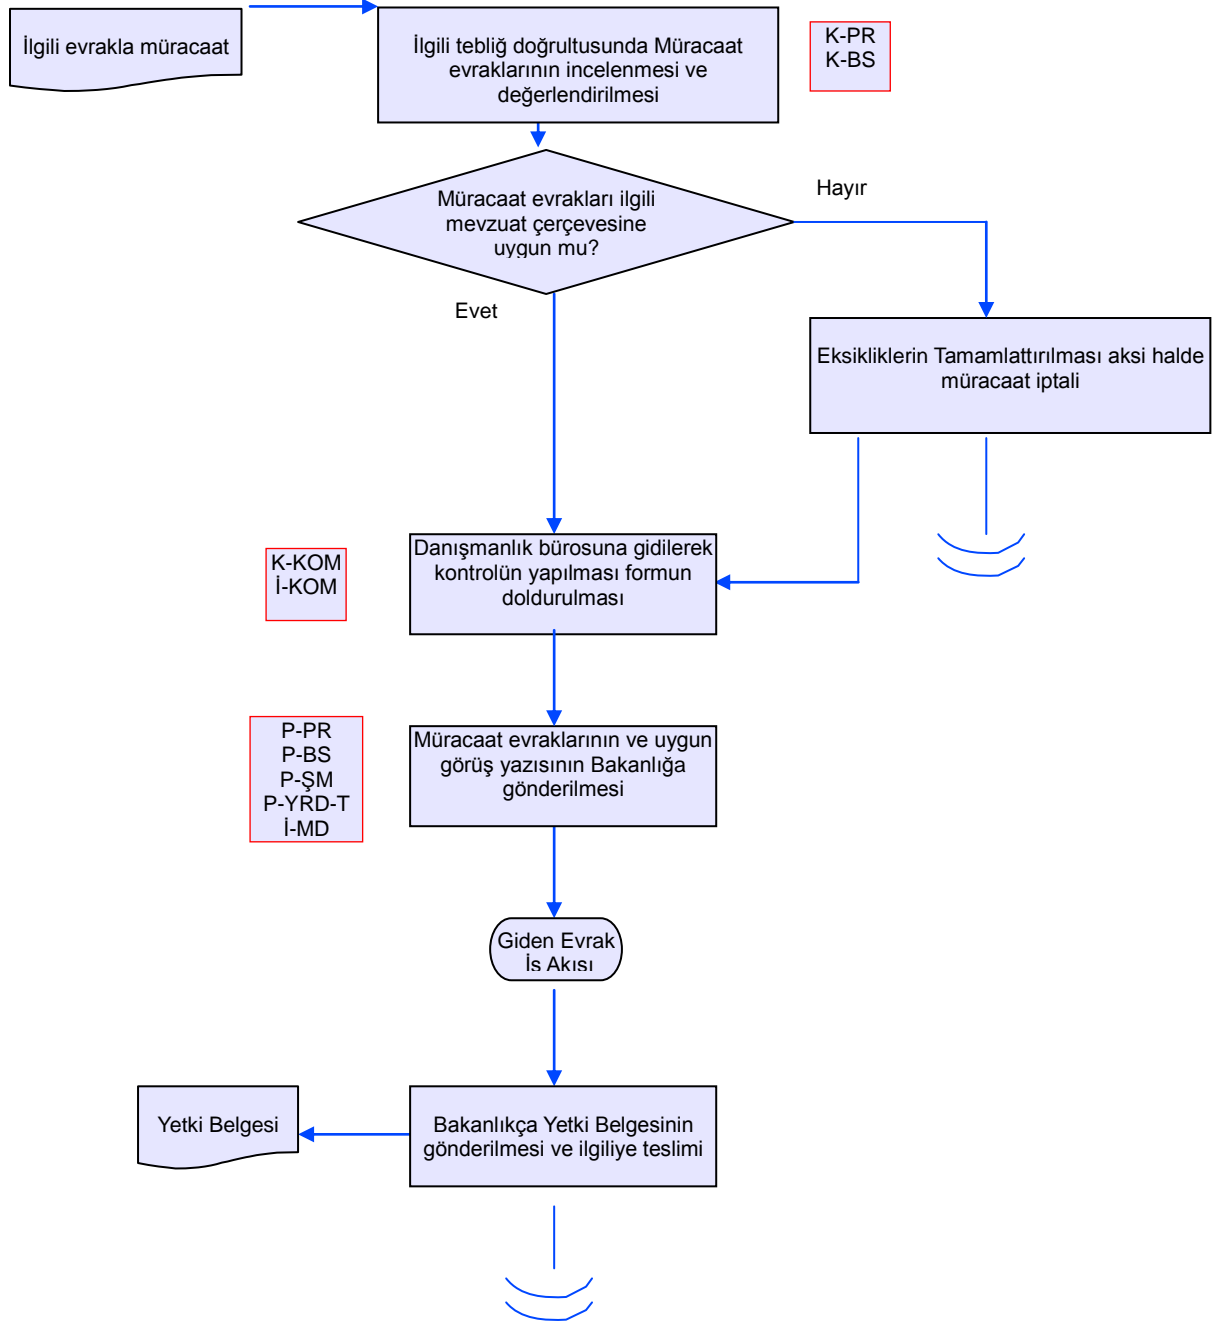 İlgili evrakla müracaat
İlgili tebliğ doğrultusunda Müracaat
evraklarının incelenmesi ve
değerlendirilmesi
K-PR
K-BS
Müracaat evrakları ilgili
mevzuat çerçevesine
uygun mu?
Hayır
Evet
Eksikliklerin Tamamlattırılması aksi halde
müracaat iptali
K-KOM
İ-KOM
Danışmanlık bürosuna gidilerek
kontrolün yapılması formun
doldurulması
P-PR
P-BS
P-ŞM
P-YRD-T
İ-MD
Müracaat evraklarının ve uygun
görüş yazısının Bakanlığa
gönderilmesi
Giden Evrak
İş Akışı
Yetki Belgesi
Bakanlıkça Yetki Belgesinin
gönderilmesi ve ilgiliye teslimi